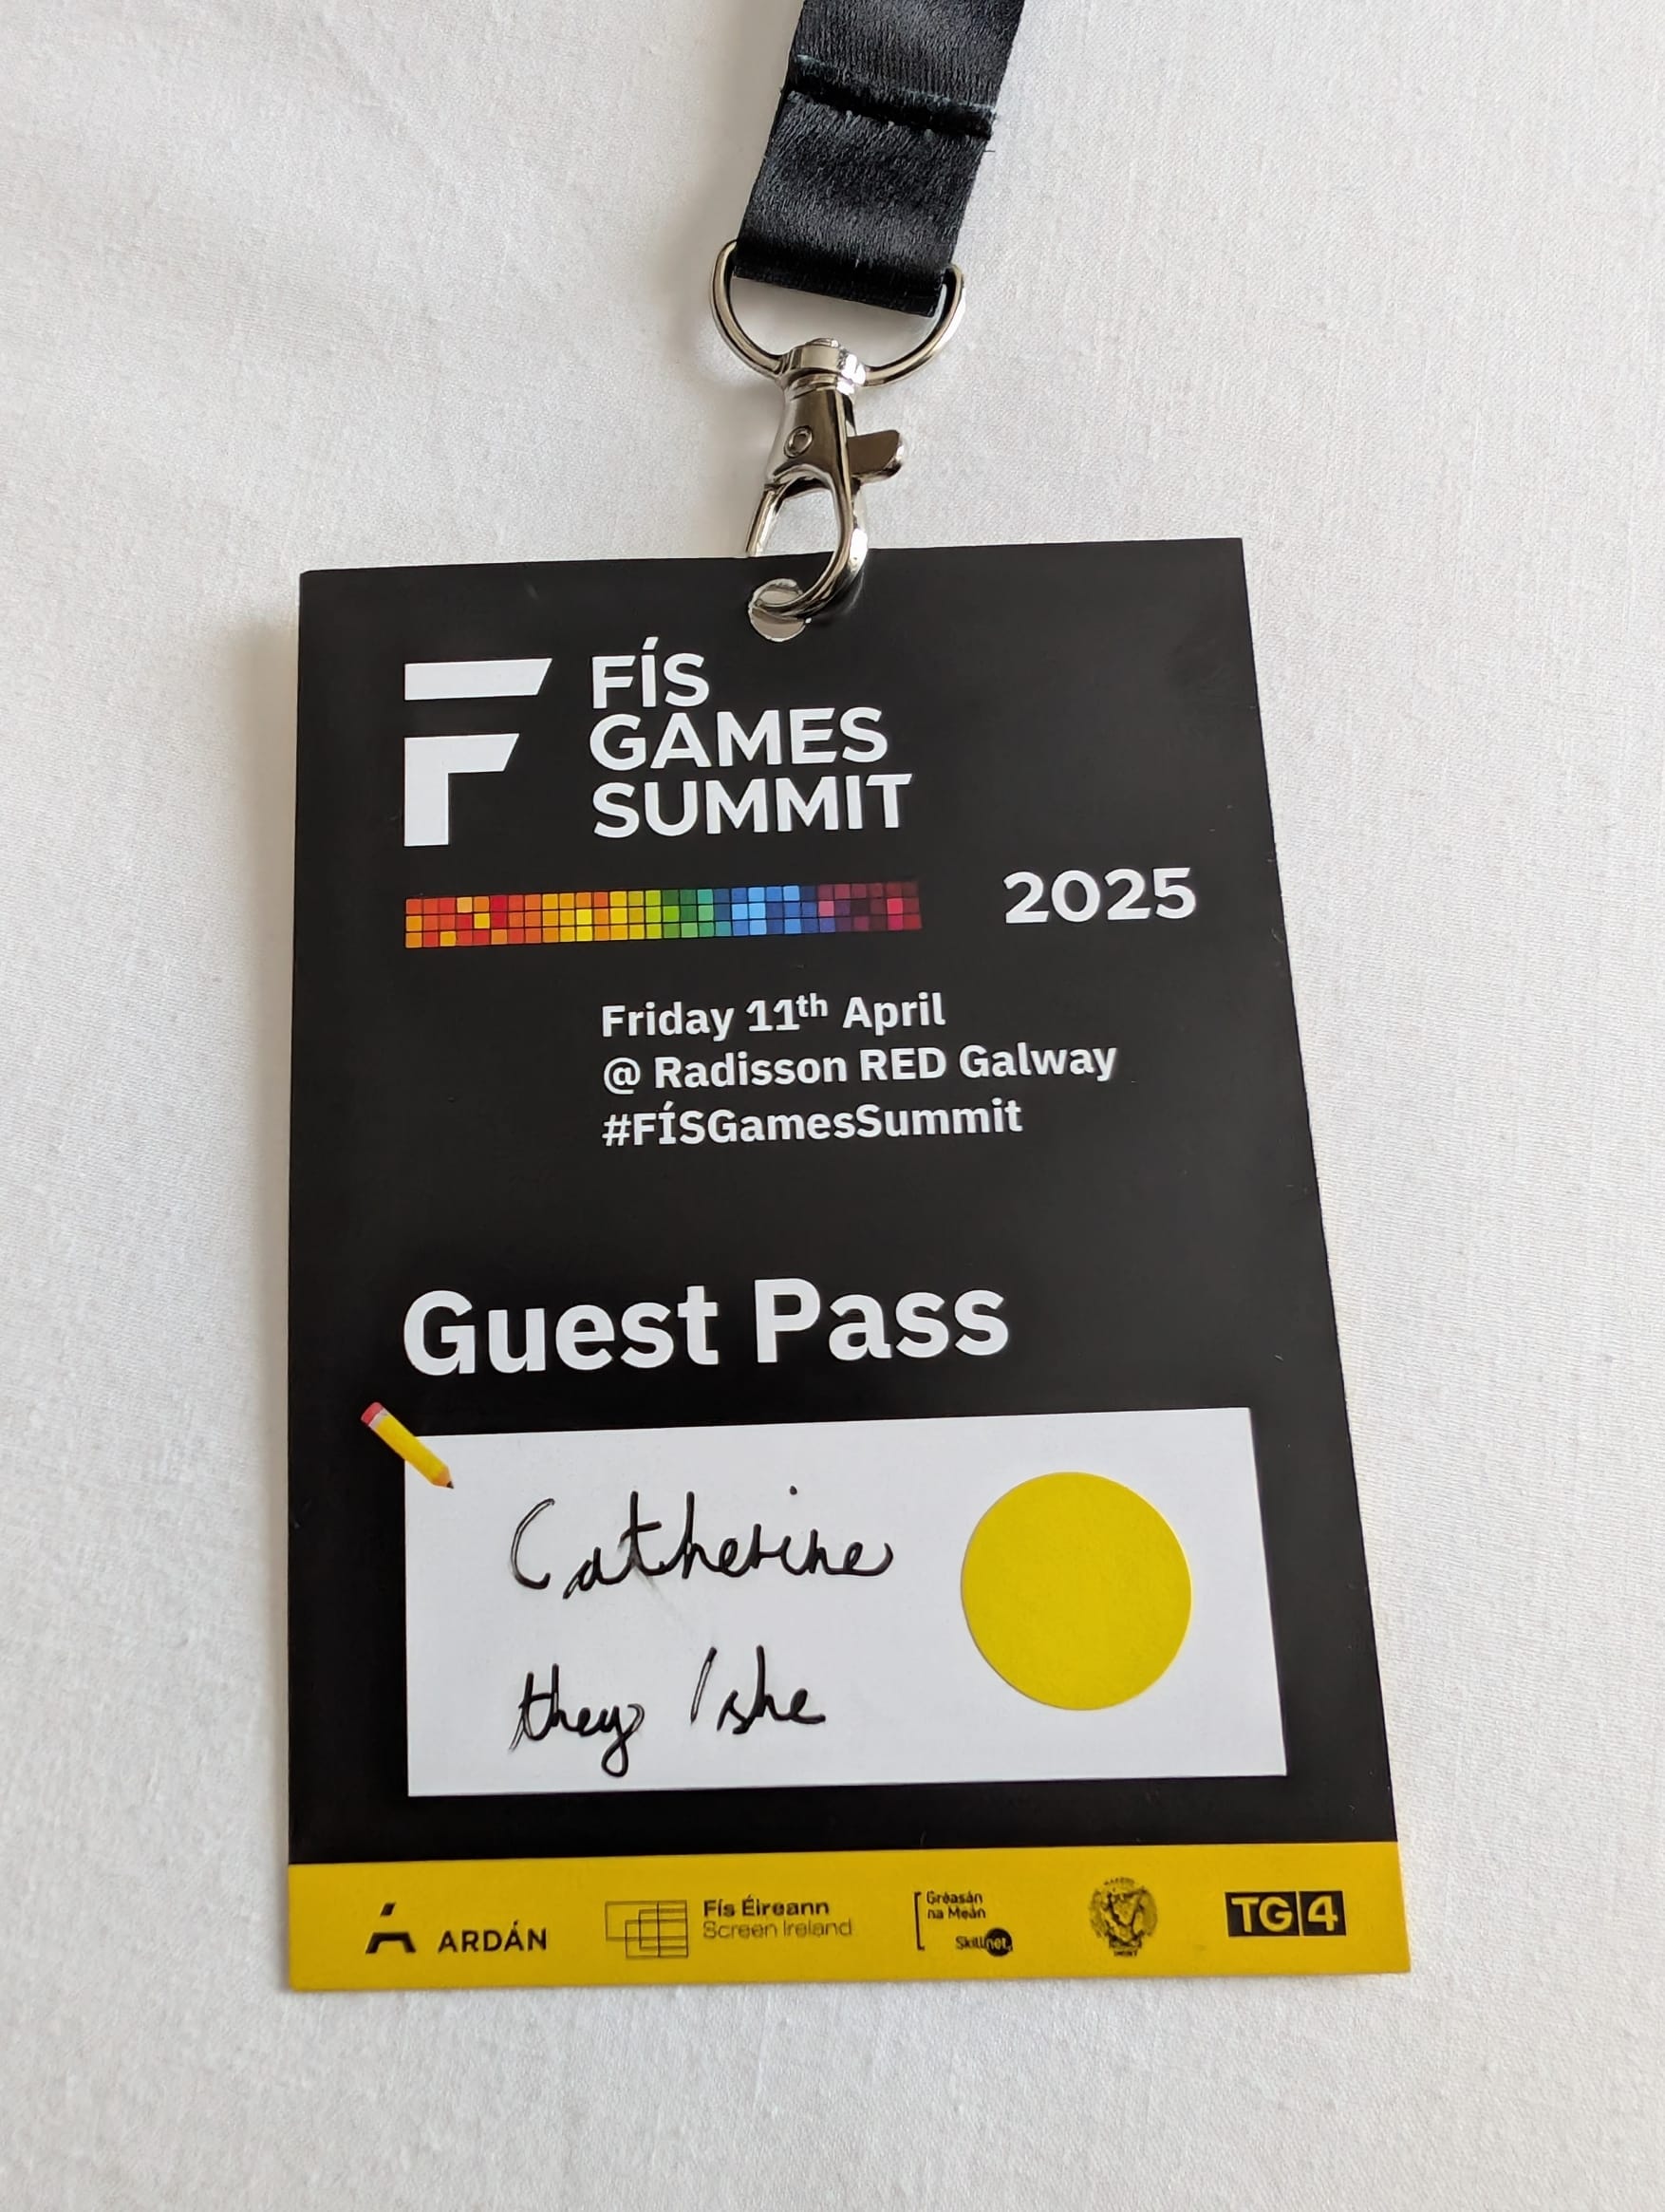 FÍS
GAMES
SUMMIT
2025
Friday 11th April
@ Radisson RED Galway
#FÍSGamesSummit
Guest Pass
Catherine
they/she
ARDÁN
Fís Éireann
Screen Ireland
Gréasán
na Meán
Skillnet
TG4